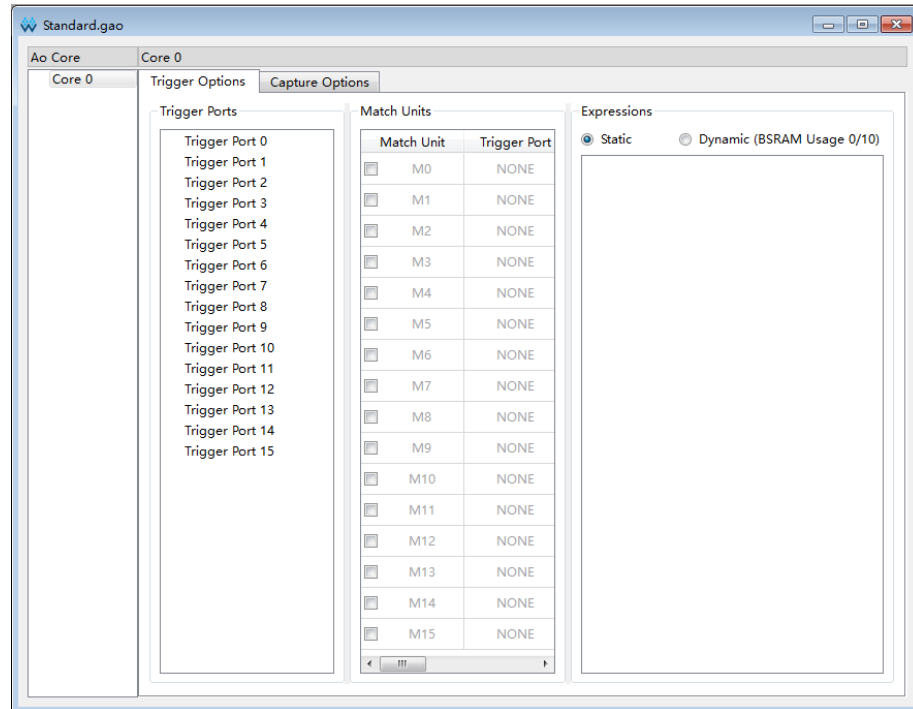 Standard.gao
Ao Core Core 0
Core 0
Trigger Options Capture Options
Trigger Ports
Trigger Port 0
Trigger Port 1
Trigger Port 2
Trigger Port 3
Trigger Port 4
Trigger Port 5
Trigger Port 6
Trigger Port 7
Trigger Port 8
Trigger Port 9
Trigger Port 10
Trigger Port 11
Trigger Port 12
Trigger Port 13
Trigger Port 14
Trigger Port 15
Match Units
Match Unit Trigger Port
M0 NONE
M1 NONE
M2 NONE
M3 NONE
M4 NONE
M5 NONE
M6 NONE
M7 NONE
M8 NONE
M9 NONE
M10 NONE
M11 NONE
M12 NONE
M13 NONE
M14 NONE
M15 NONE
Expressions
Static Dynamic (BSRAM Usage 0/10)